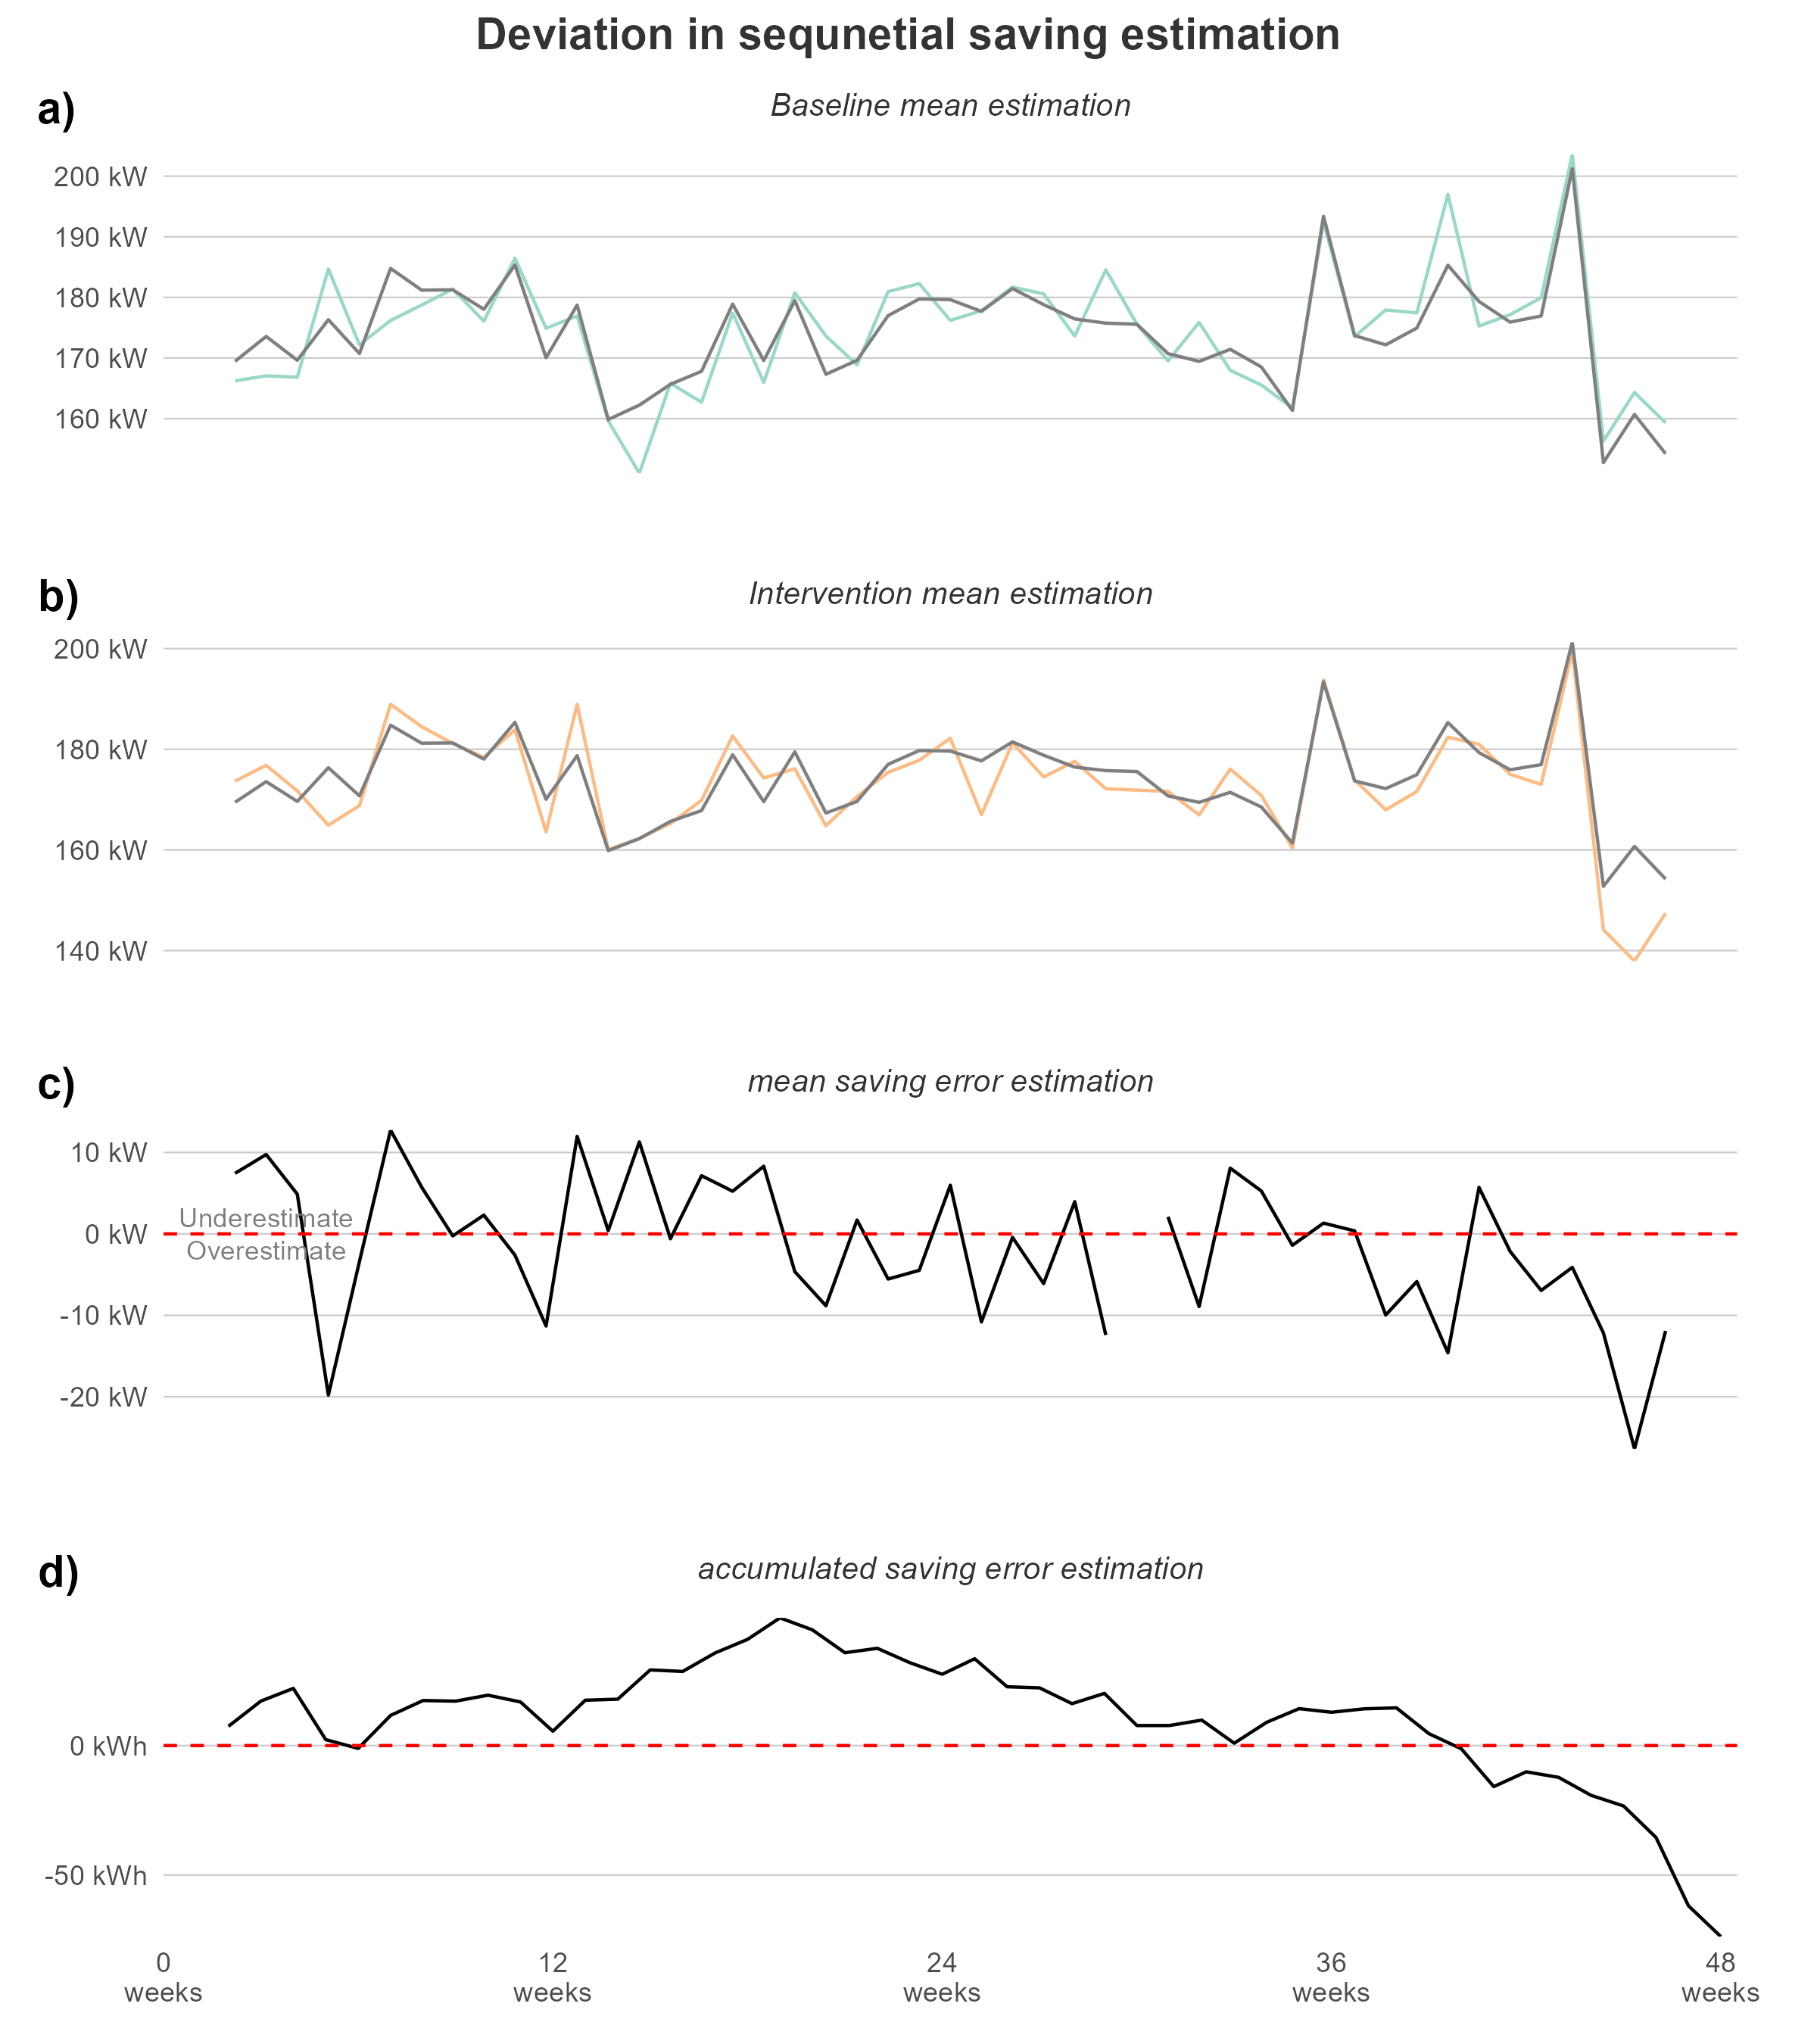 Deviation in sequnetial saving estimation
a)
Baseline mean estimation
200 kW
190 kW
180 kW
170 kW
160 kW
b)
Intervention mean estimation
200 kW
180 kW
160 kW
140 kW
c)
mean saving error estimation
10 kW
Underestimate
0 kW
Overestimate
-10 kW
-20 kW
d)
accumulated saving error estimation
0 kWh
-50 kWh
0 12 24 36 48
weeks weeks weeks weeks weeks